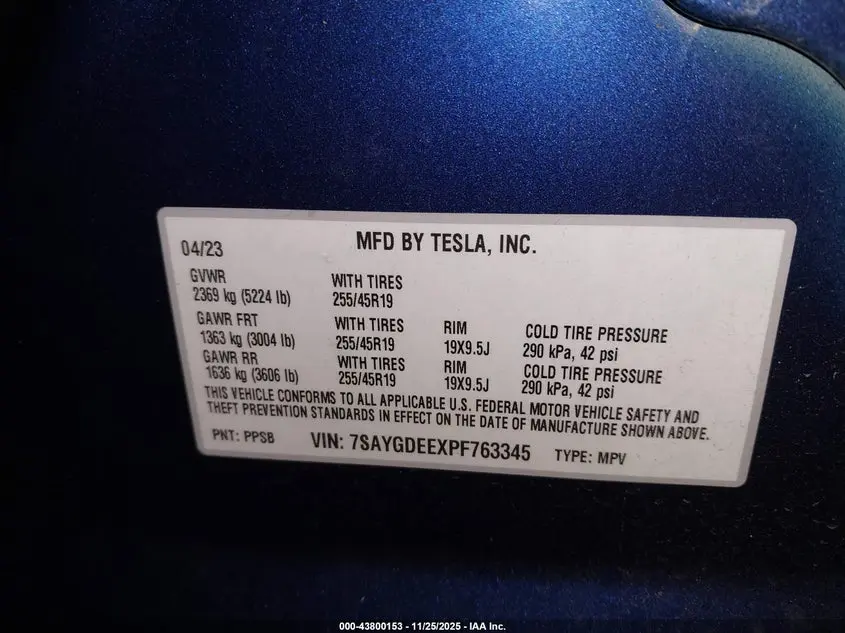 04/23 MFD BY TESLA, INC.
GVWR WITH TIRES
2369 kg (5224 lb) 255/45R19
GAWR FRT WITH TIRES RIM COLD TIRE PRESSURE
1363 kg (3004 lb) 255/45R19 19X9.5J 290 kPa, 42 psi
GAWR RR WITH TIRES RIM COLD TIRE PRESSURE
1636 kg (3606 lb) 255/45R19 19X9.5J 290 kPa, 42 psi
THIS VEHICLE CONFORMS TO ALL APPLICABLE U.S. FEDERAL MOTOR VEHICLE SAFETY AND
THEFT PREVENTION STANDARDS IN EFFECT ON THE DATE OF MANUFACTURE SHOWN ABOVE.
PNT: PPSB VIN: 7SAYGDEEXPF763345 TYPE: MPV
000-43800153 - 11/25/2025 - IAA Inc.